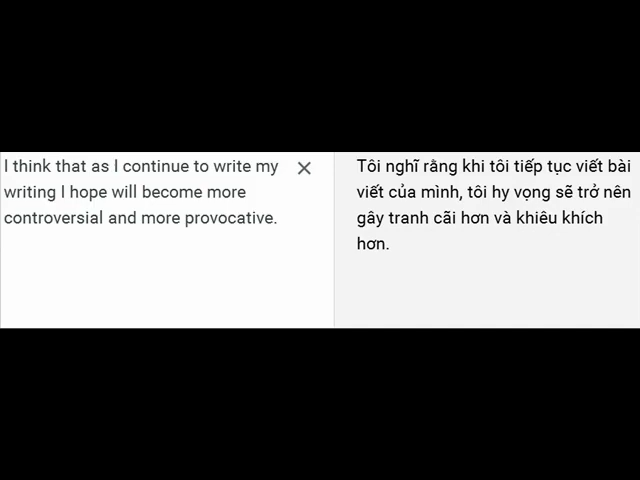 I think that as I continue to write my
writing I hope will become more
controversial and more provocative.
Tôi nghĩ rằng khi tôi tiếp tục viết bài
viết của mình, tôi hy vọng sẽ trở nên
gây tranh cãi hơn và khiêu khích
hơn.